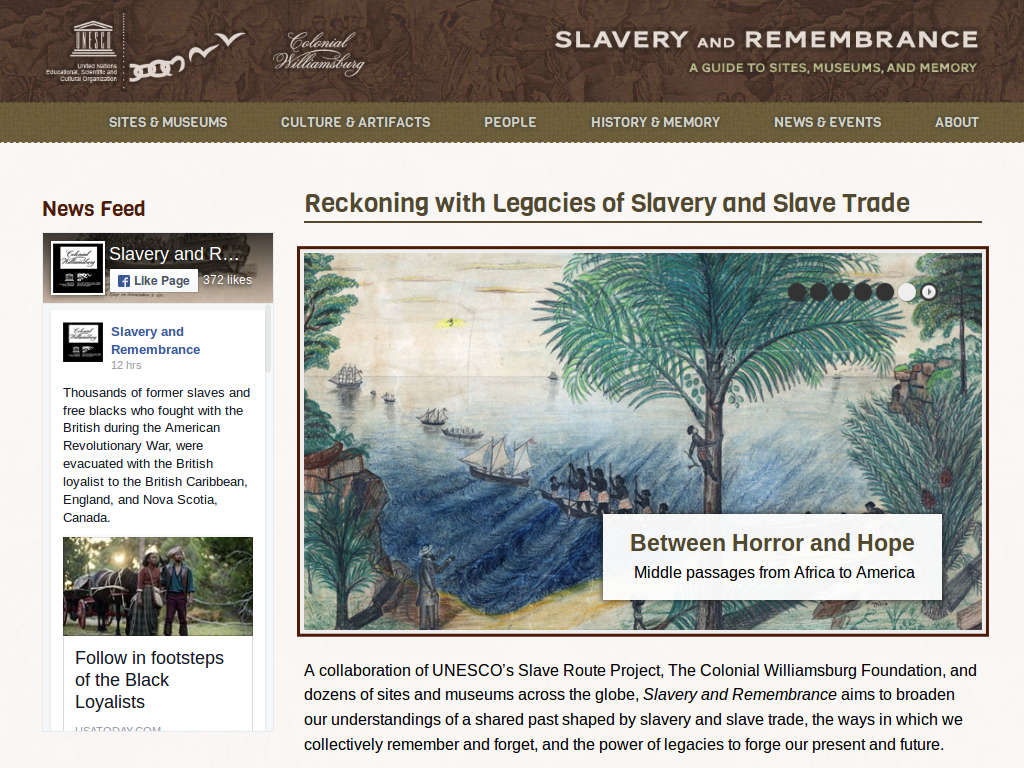 UNESCO
United Nations
Educational, Scientific and
Cultural Organization
Colonial
Williamsburg
SLAVERY AND REMEMBRANCE
A GUIDE TO SITES, MUSEUMS, AND MEMORY
SITES & MUSEUMS
CULTURE & ARTIFACTS
PEOPLE
HISTORY & MEMORY
NEWS & EVENTS
ABOUT
News Feed
Slavery and R…
Like Page
372 likes
Slavery and
Remembrance
12 hrs
Thousands of former slaves and
free blacks who fought with the
British during the American
Revolutionary War, were
evacuated with the British
loyalist to the British Caribbean,
England, and Nova Scotia,
Canada.
Follow in footsteps
of the Black
Loyalists
USATODAY.COM
Reckoning with Legacies of Slavery and Slave Trade
Between Horror and Hope
Middle passages from Africa to America
A collaboration of UNESCO's Slave Route Project, The Colonial Williamsburg Foundation, and
dozens of sites and museums across the globe, Slavery and Remembrance aims to broaden
our understandings of a shared past shaped by slavery and slave trade, the ways in which we
collectively remember and forget, and the power of legacies to forge our present and future.